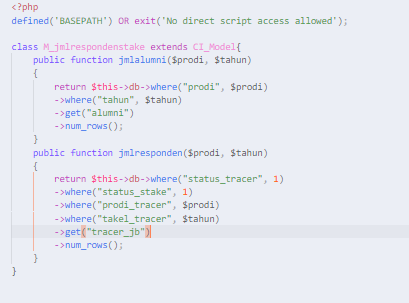 <?php
defined('BASEPATH') OR exit('No direct script access allowed');
class M_jmlrespondenstake extends CI_Model{
public function jmlalumni($prodi, $tahun)
{
return $this->db->where("prodi", $prodi)
->where("tahun", $tahun)
->get("alumni")
->num_rows();
}
public function jmlresponden($prodi, $tahun)
{
return $this->db->where("status_tracer", 1)
->where("status_stake", 1)
->where("prodi_tracer", $prodi)
->where("takel_tracer", $tahun)
->get("tracer_jb")
->num_rows();
}
}